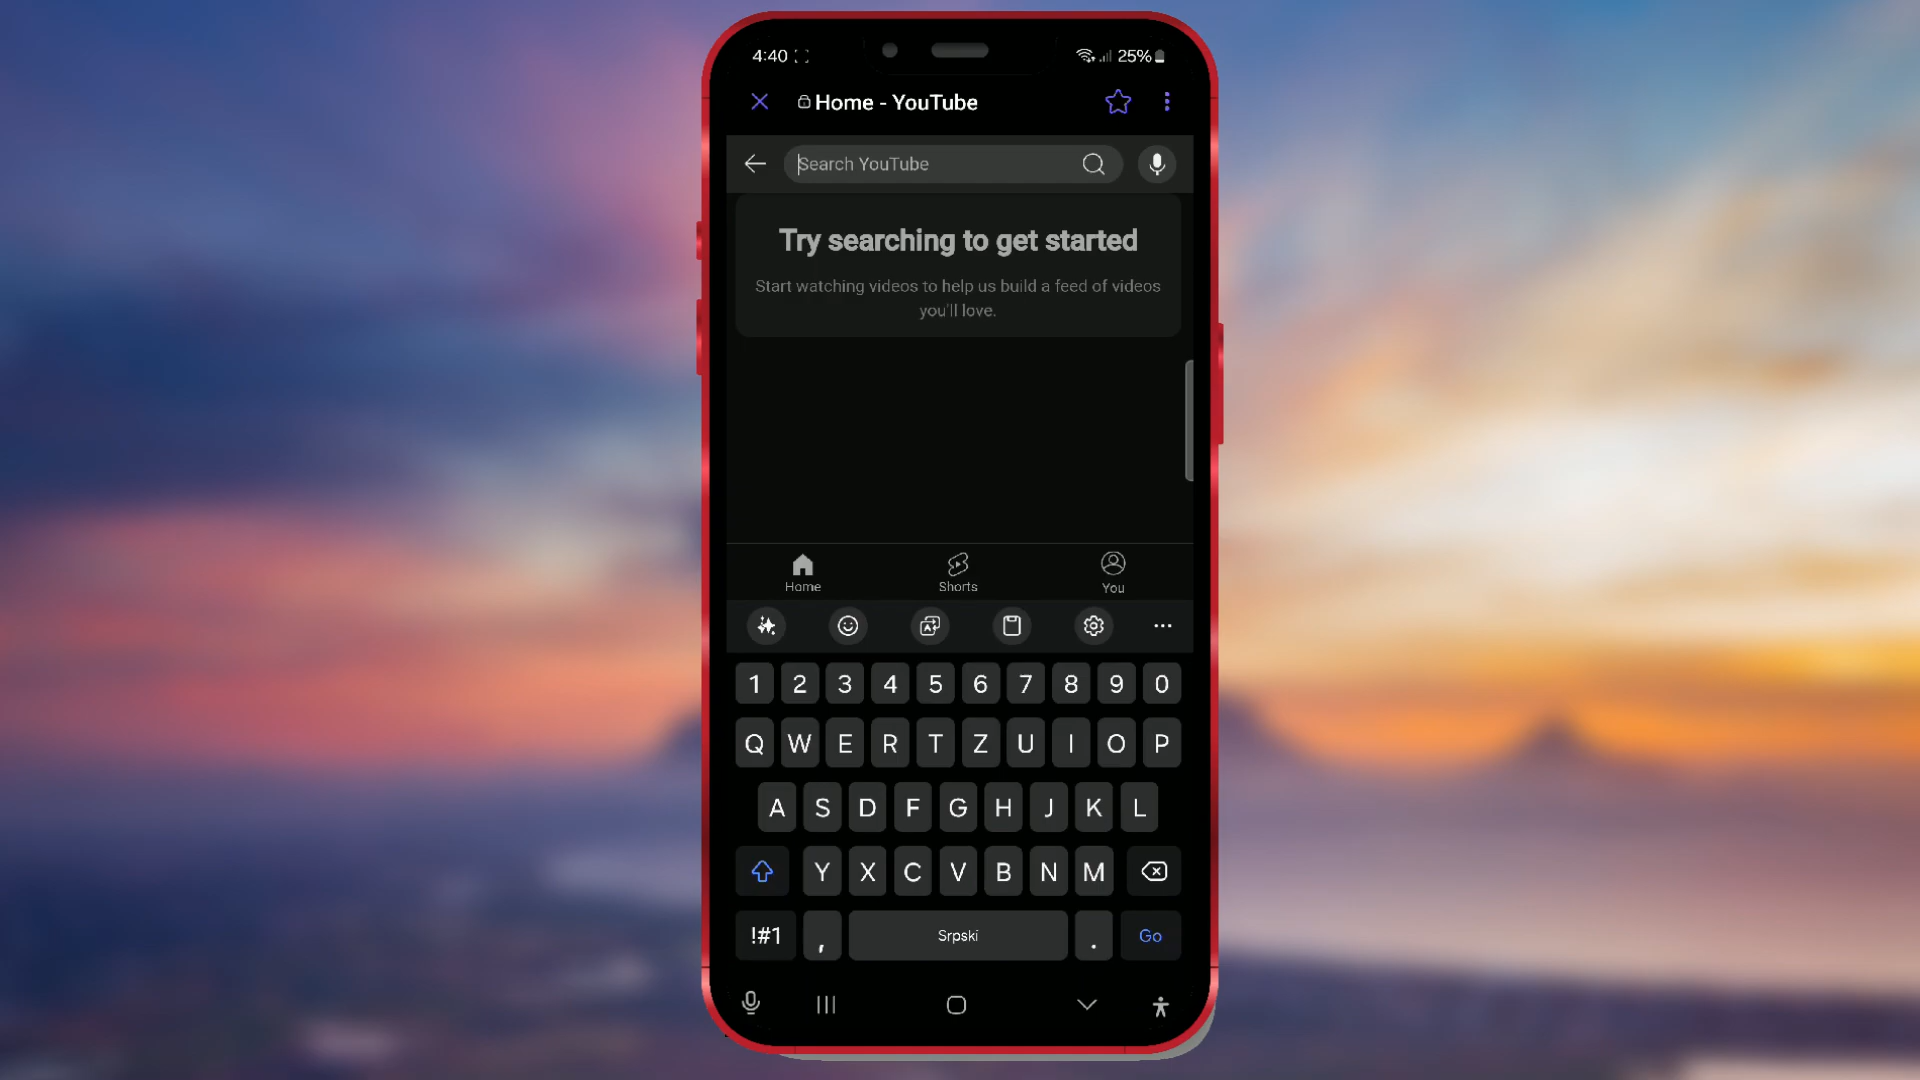 4:40 25%
Home - YouTube
Search YouTube
Try searching to get started
Start watching videos to help us build a feed of videos
you'll love.
Home Shorts You
1 2 3 4 5 6 7 8 9 0
Q W E R T Z U I O P
A S D F G H J K L
Y X C V B N M
!#1 , Srpski . Go